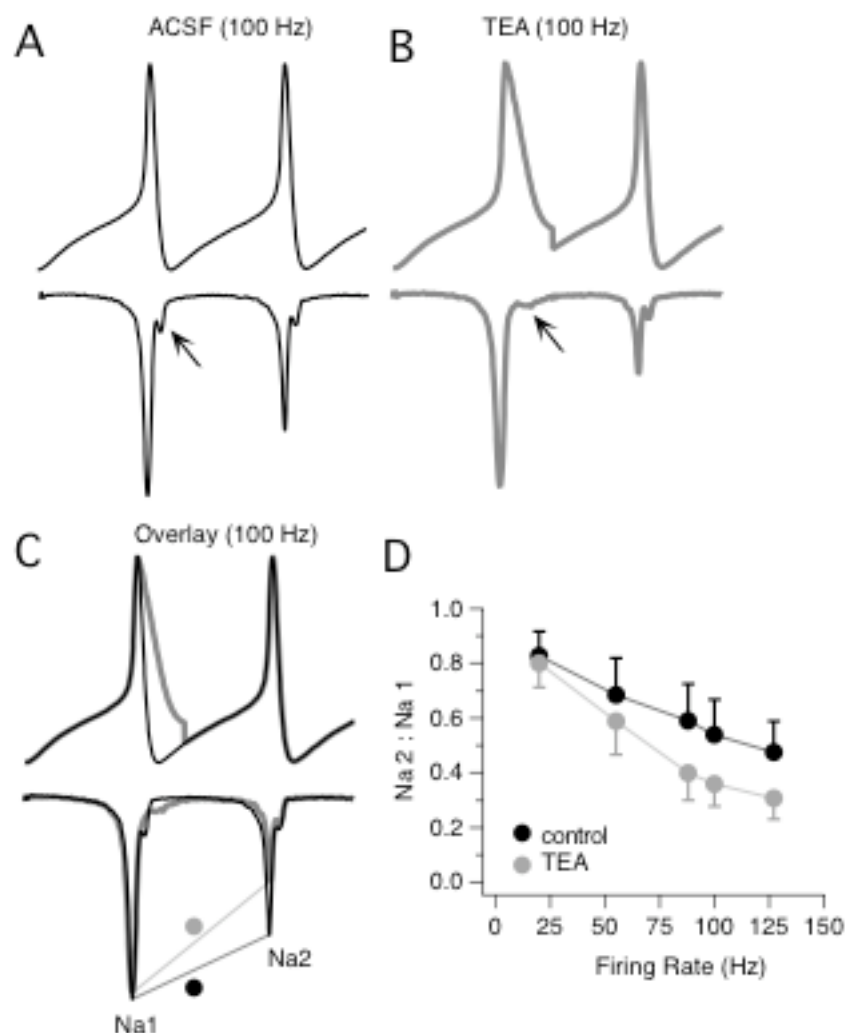 A
ACSF (100 Hz)
B
TEA (100 Hz)
C
Overlay (100 Hz)
Na1
Na2
D
Na 2 : Na 1
1.0
0.8
0.6
0.4
0.2
0.0
control
TEA
0 25 50 75 100 125 150
Firing Rate (Hz)